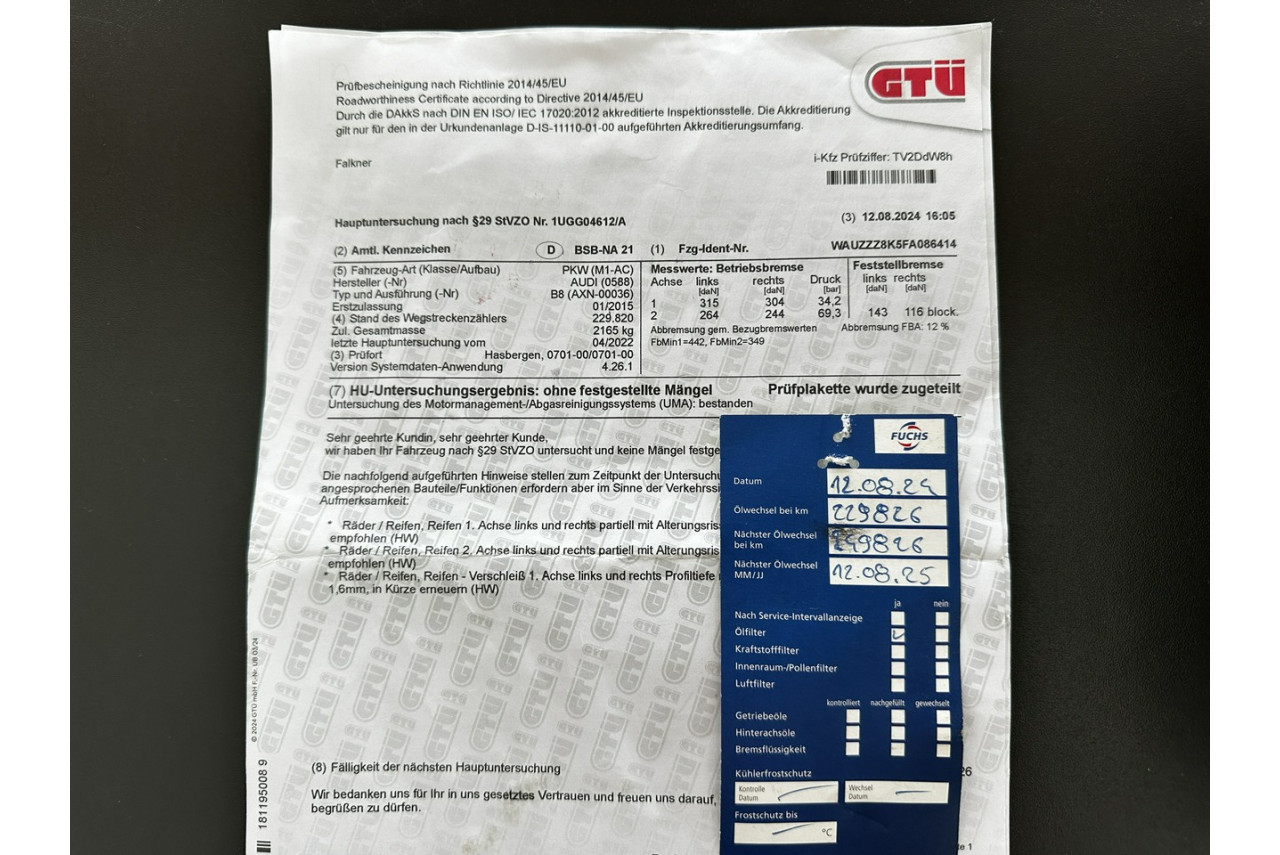 GTÜ
Prüfbescheinigung nach Richtlinie 2014/45/EU
Roadworthiness Certificate according to Directive 2014/45/EU
Durch die DAkkS nach DIN EN ISO/ IEC 17020:2012 akkreditierte Inspektionsstelle. Die Akkreditierung
gilt nur für den in der Urkundenanlage D-IS-11110-01-00 aufgeführten Akkreditierungsumfang.
Falkner
i-Kfz Prüfziffer: TV2DdW8h
Hauptuntersuchung nach §29 StVZO Nr. 1UGG04612/A (3) 12.08.2024 16:05
(2) Amtl. Kennzeichen D BSB-NA 21 (1) Fzg-Ident-Nr. WAUZZZ8K5FA086414
(5) Fahrzeug-Art (Klasse/Aufbau) PKW (M1-AC)
Hersteller (-Nr) AUDI (0588)
Typ und Ausführung (-Nr) B8 (AXN-00036)
Erstzulassung 01/2015
(4) Stand des Wegstreckenzählers 229.820
Zul. Gesamtmasse 2165 kg
letzte Hauptuntersuchung vom 04/2022
(3) Prüfort Hasbergen, 0701-00/0701-00
Version Systemdaten-Anwendung 4.26.1
Messwerte: Betriebsbremse
Achse links rechts Druck
[daN] [daN] [bar]
1 315 304 34,2
2 264 244 69,3
Abbremsung gem. Bezugbremswerten
FbMin1=442, FbMin2=349
Feststellbremse
links rechts
[daN] [daN]
143 116 block.
Abbremsung FBA: 12 %
(7) HU-Untersuchungsergebnis: ohne festgestellte Mängel Prüfplakette wurde zugeteilt
Untersuchung des Motormanagement-/Abgasreinigungssystems (UMA): bestanden
Sehr geehrte Kundin, sehr geehrter Kunde,
wir haben Ihr Fahrzeug nach §29 StVZO untersucht und keine Mängel festge
Die nachfolgend aufgeführten Hinweise stellen zum Zeitpunkt der Untersuchu
angesprochenen Bauteile/Funktionen erfordern aber im Sinne der Verkehrssi
Aufmerksamkeit:
* Räder / Reifen, Reifen 1. Achse links und rechts partiell mit Alterungsris
empfohlen (HW)
* Räder / Reifen, Reifen 2. Achse links und rechts partiell mit Alterungsris
empfohlen (HW)
* Räder / Reifen, Reifen - Verschleiß 1. Achse links und rechts Profiltiefe
1,6mm, in Kürze erneuern (HW)
(8) Fälligkeit der nächsten Hauptuntersuchung
26
Wir bedanken uns für Ihr in uns gesetztes Vertrauen und freuen uns darauf,
begrüßen zu dürfen.
te 1
181195008 9
FUCHS
Datum 12.08.24
Ölwechsel bei km 229826
Nächster Ölwechsel
bei km 249826
Nächster Ölwechsel
MM/JJ 12.08.25
ja nein
Nach Service-Intervallanzeige
Ölfilter
Kraftstofffilter
Innenraum-/Pollenfilter
Luftfilter
kontrolliert nachgefüllt gewechselt
Getriebeöle
Hinterachsöle
Bremsflüssigkeit
Kühlerfrostschutz
Kontrolle
Datum
Wechsel
Datum
Frostschutz bis
°C